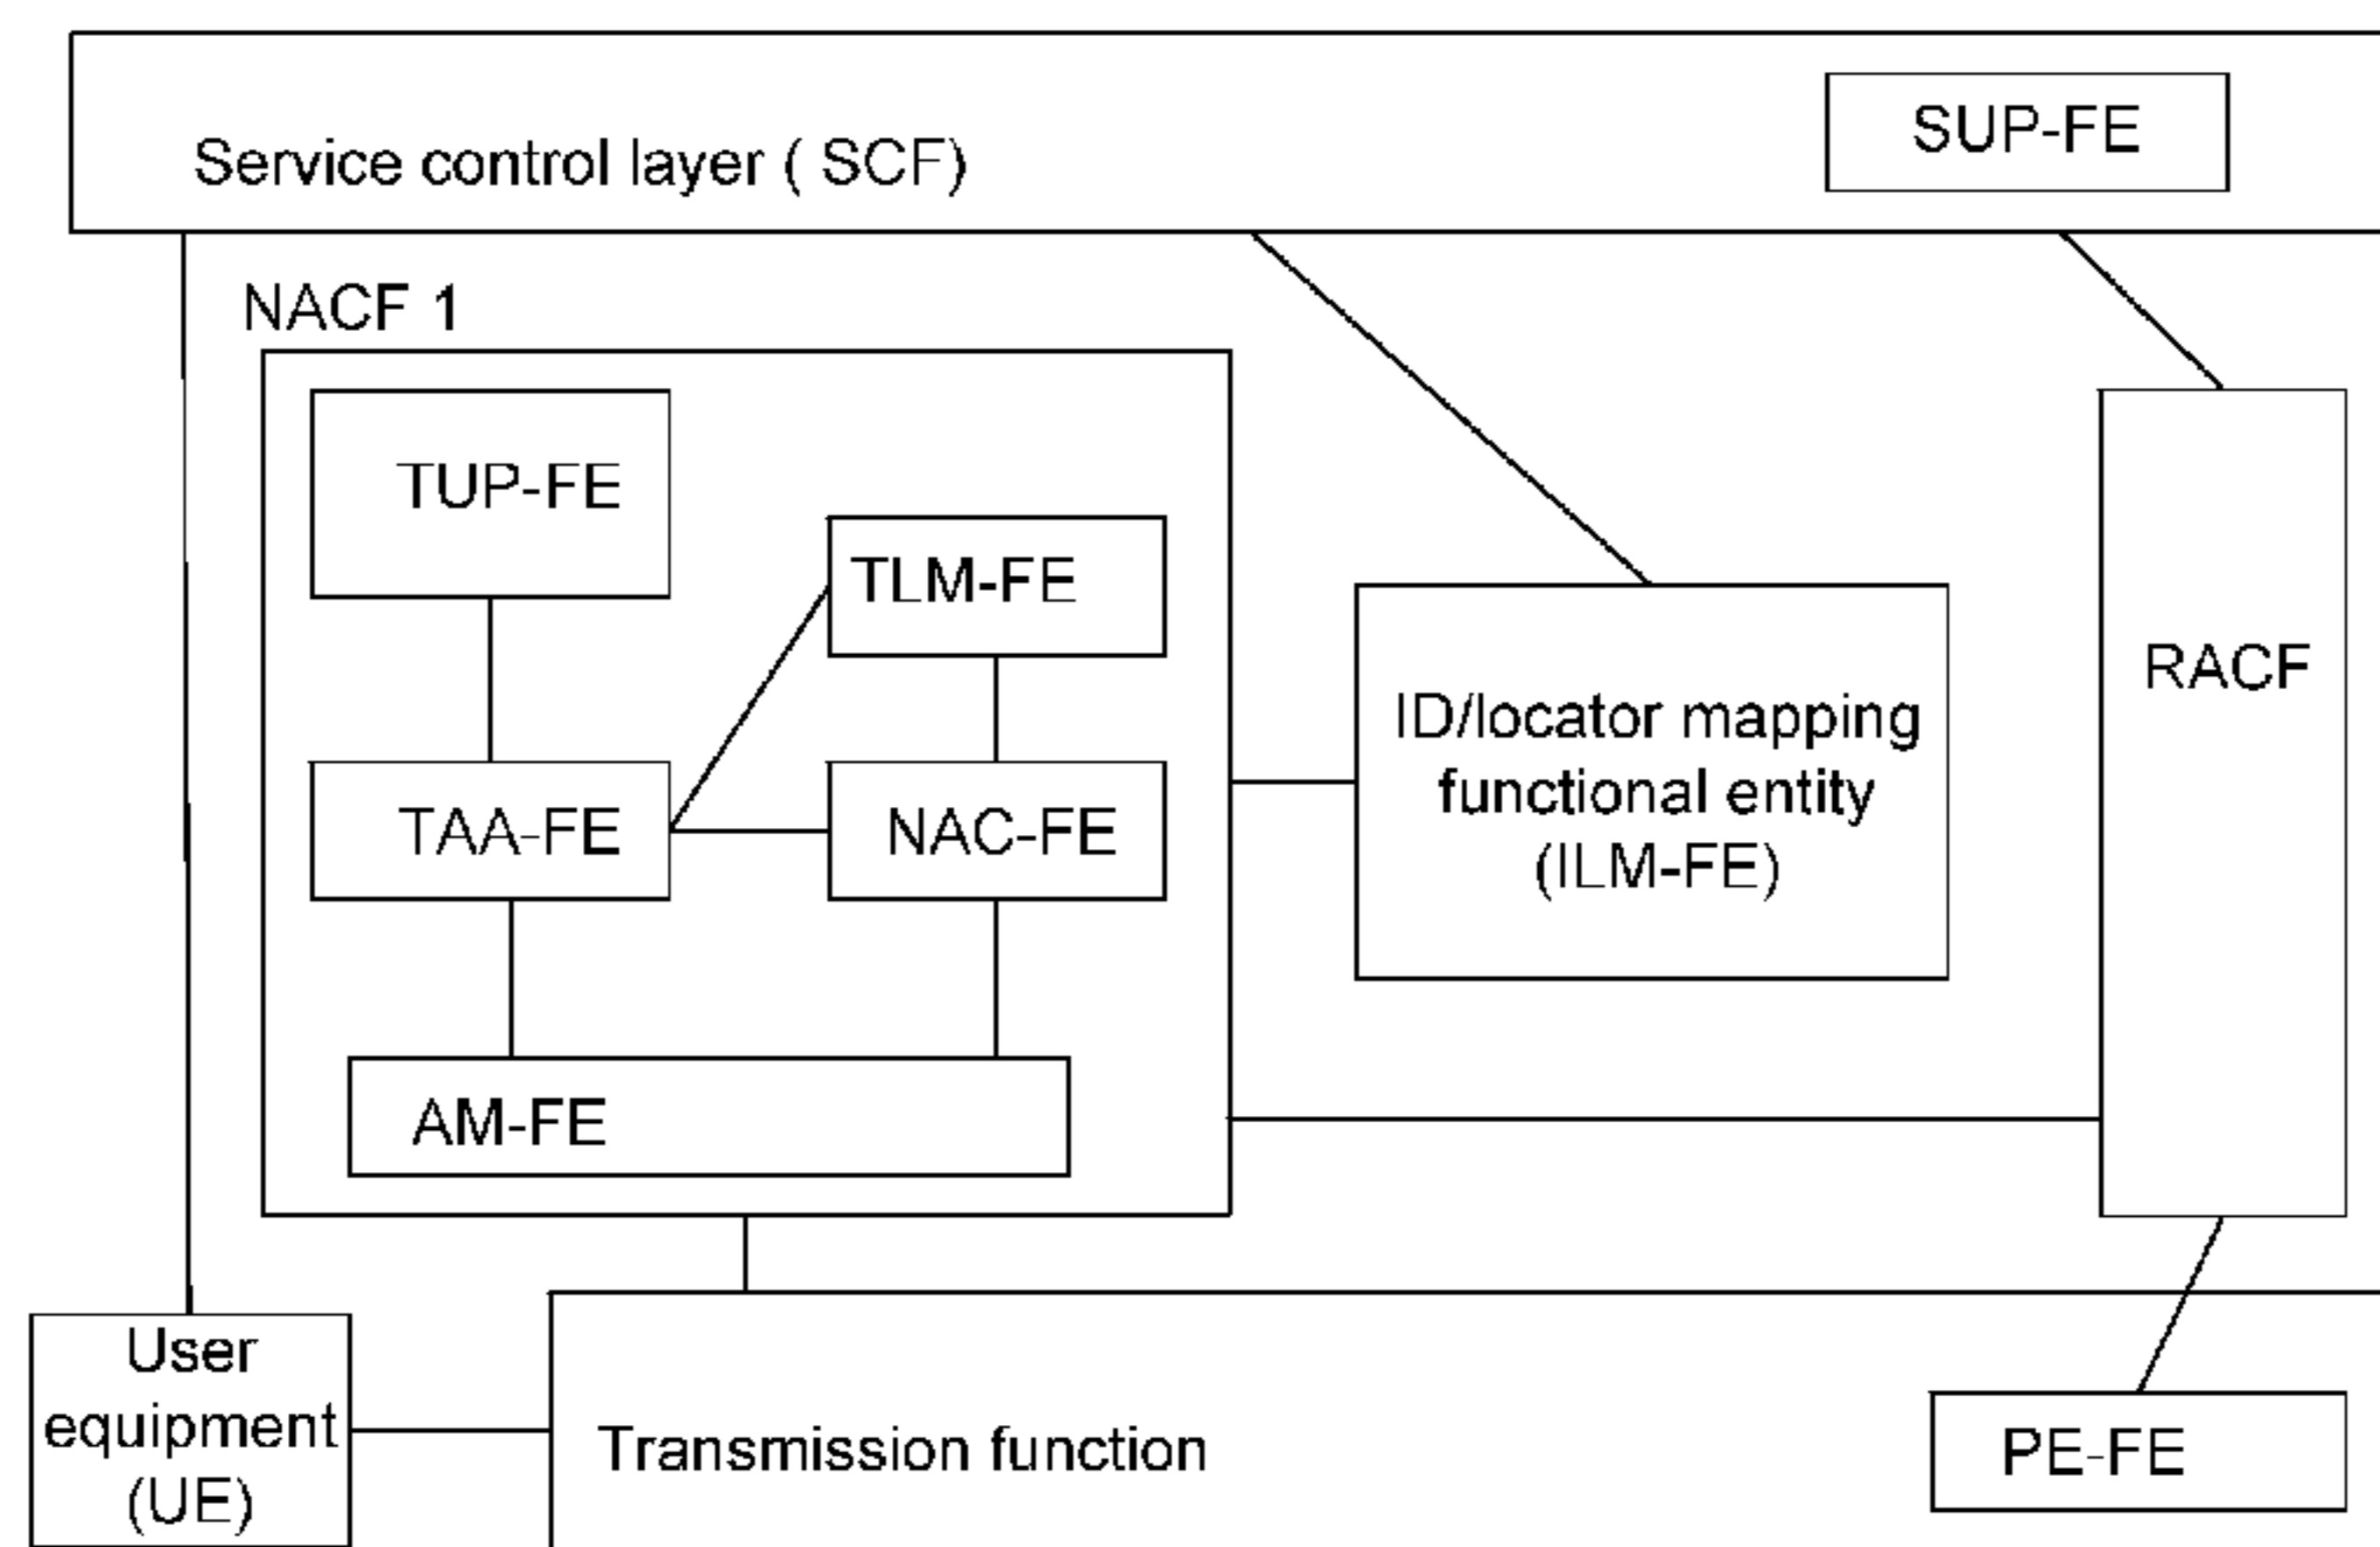 SUP-FE
Service control layer ( SCF)
NACF 1
TUP-FE
TLM-FE
RACF
ID/locator mapping
functional entity
(ILM-FE)
TAA-FE
NAC-FE
AM-FE
User
equipment
(UE)
Transmission function
PE-FE